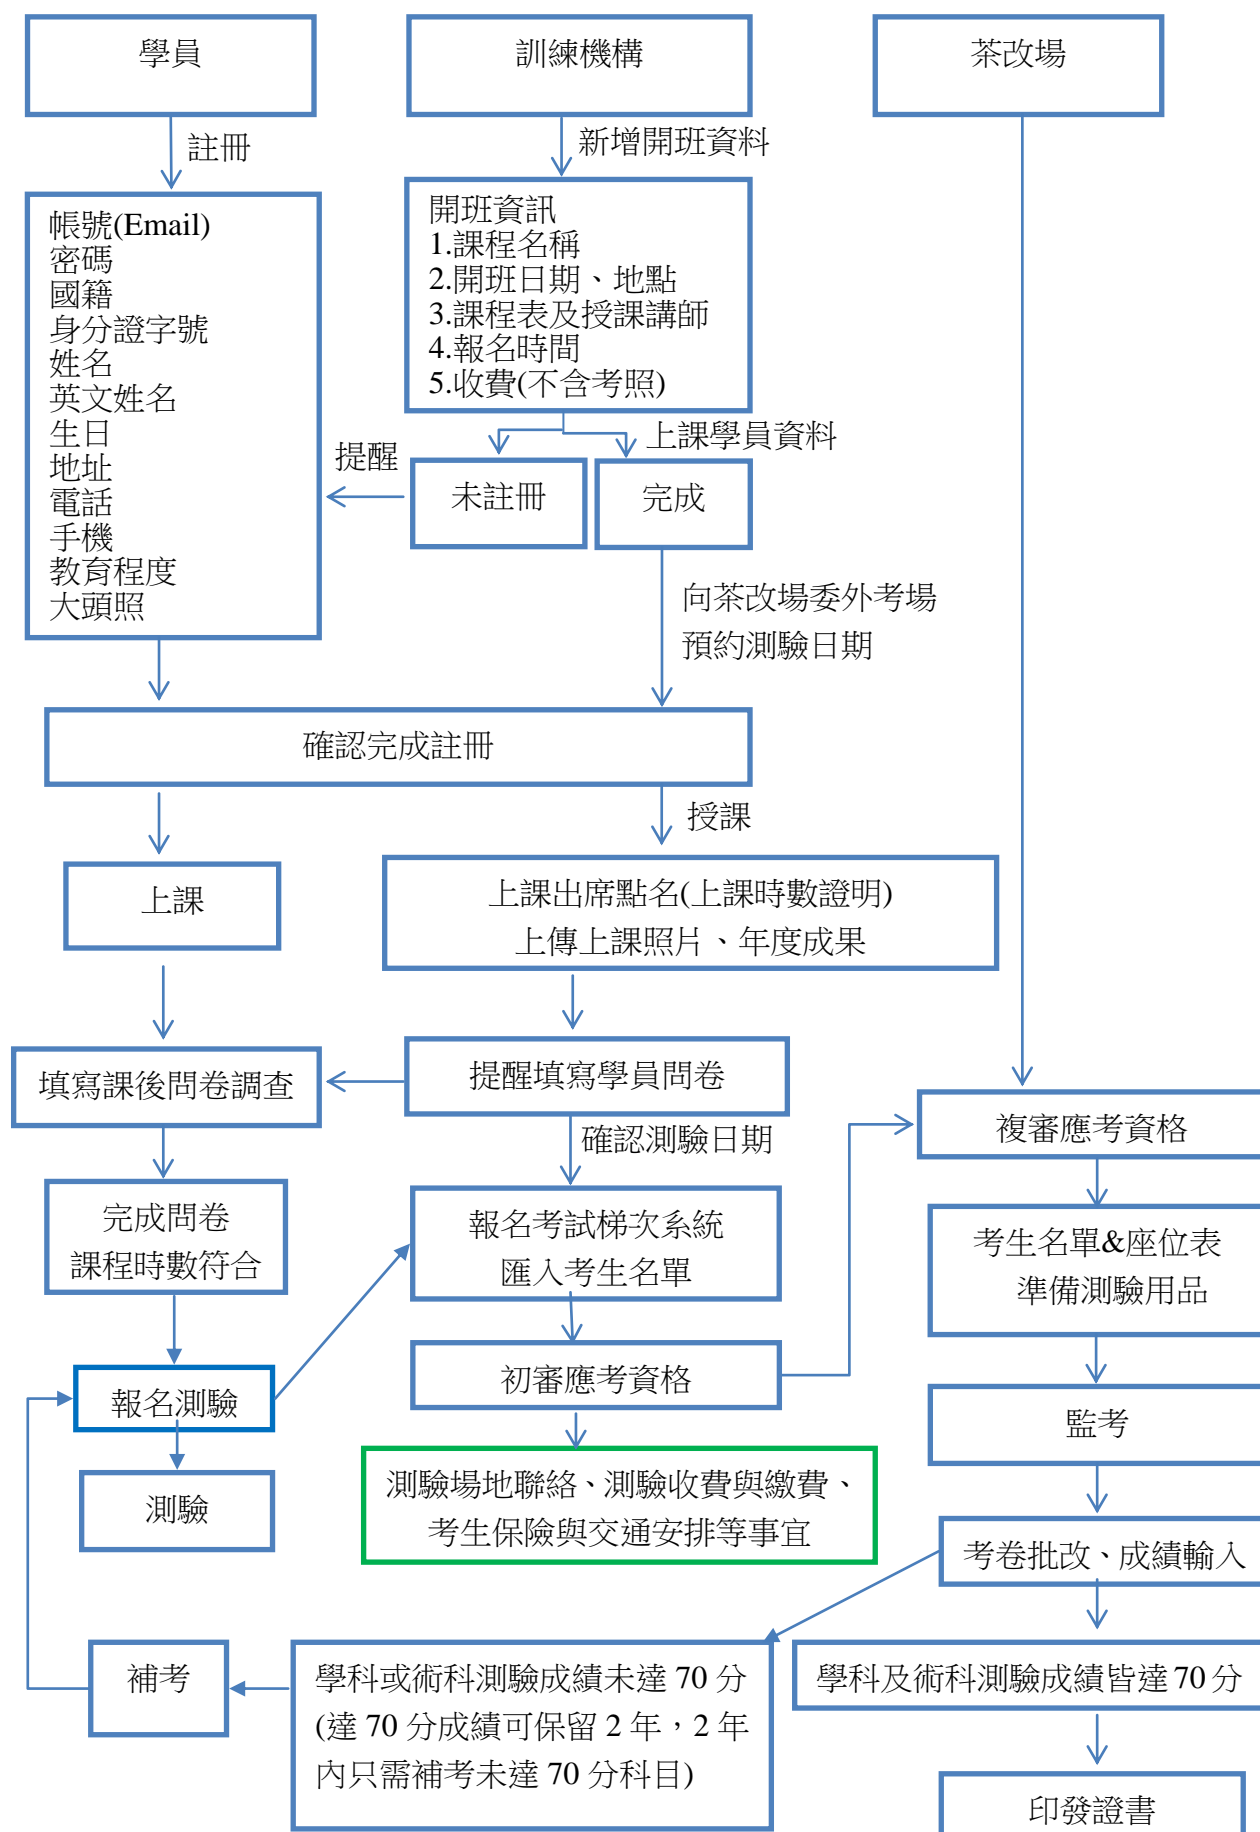 學員
訓練機構
茶改場
註冊
新增開班資料
帳號(Email)
密碼
國籍
身分證字號
姓名
英文姓名
生日
地址
電話
手機
教育程度
大頭照
開班資訊
1.課程名稱
2.開班日期、地點
3.課程表及授課講師
4.報名時間
5.收費(不含考照)
上課學員資料
提醒
未註冊
完成
向茶改場委外考場
預約測驗日期
確認完成註冊
授課
上課
上課出席點名(上課時數證明)
上傳上課照片、年度成果
填寫課後問卷調查
提醒填寫學員問卷
複審應考資格
確認測驗日期
完成問卷
課程時數符合
報名考試梯次系統
匯入考生名單
考生名單&座位表
準備測驗用品
報名測驗
初審應考資格
監考
測驗
測驗場地聯絡、測驗收費與繳費、
考生保險與交通安排等事宜
考卷批改、成績輸入
補考
學科或術科測驗成績未達 70 分
(達 70 分成績可保留 2 年，2 年
內只需補考未達 70 分科目)
學科及術科測驗成績皆達 70 分
印發證書